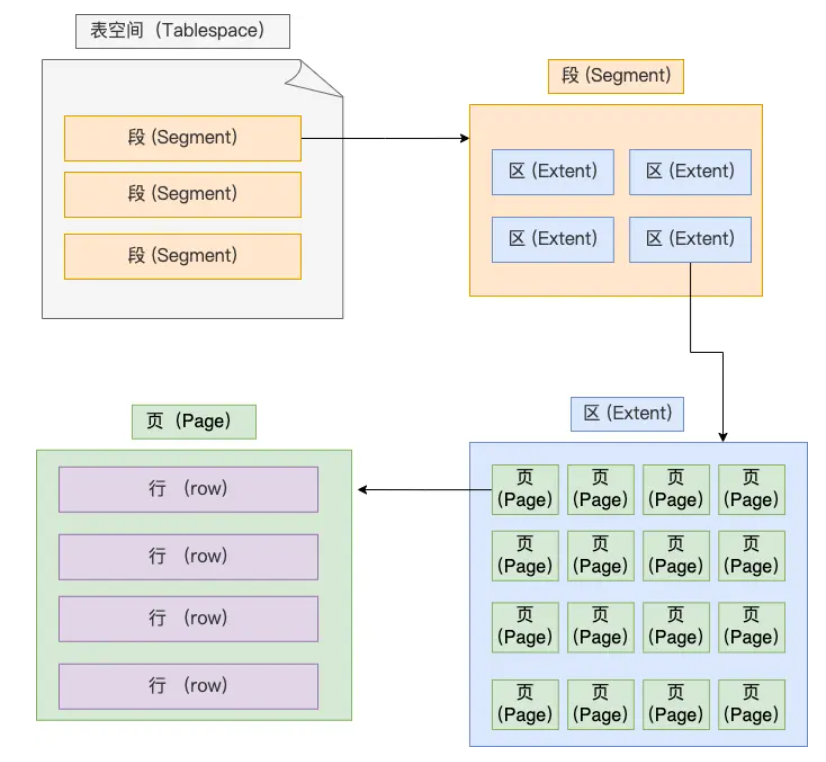 表空间（Tablespace）
段 (Segment)
段 (Segment)
段 (Segment)
段 (Segment)
区 (Extent)
区 (Extent)
区 (Extent)
区 (Extent)
区 (Extent)
页
(Page)
页
(Page)
页
(Page)
页
(Page)
页
(Page)
页
(Page)
页
(Page)
页
(Page)
页
(Page)
页
(Page)
页
(Page)
页
(Page)
页
(Page)
页
(Page)
页
(Page)
页
(Page)
页（Page）
行 （row）
行 （row）
行 （row）
行 （row）